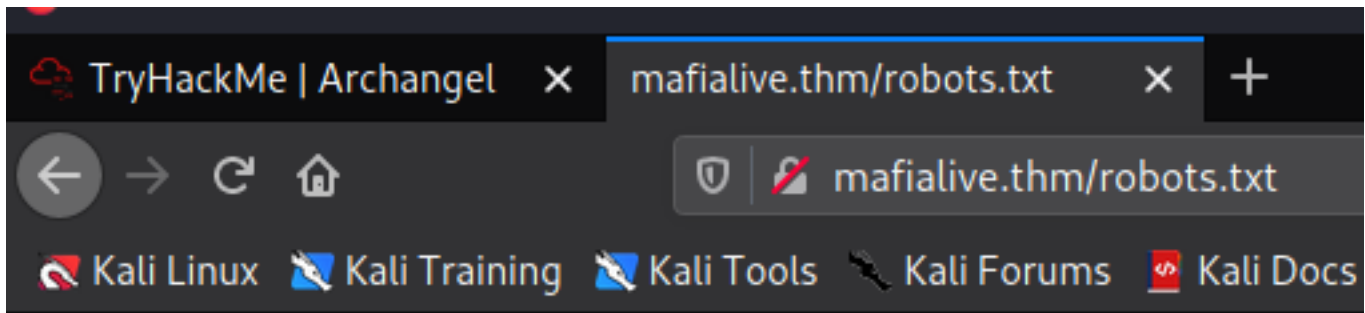 TryHackMe | Archangel mafialive.thm/robots.txt
mafialive.thm/robots.txt
Kali Linux Kali Training Kali Tools Kali Forums Kali Docs